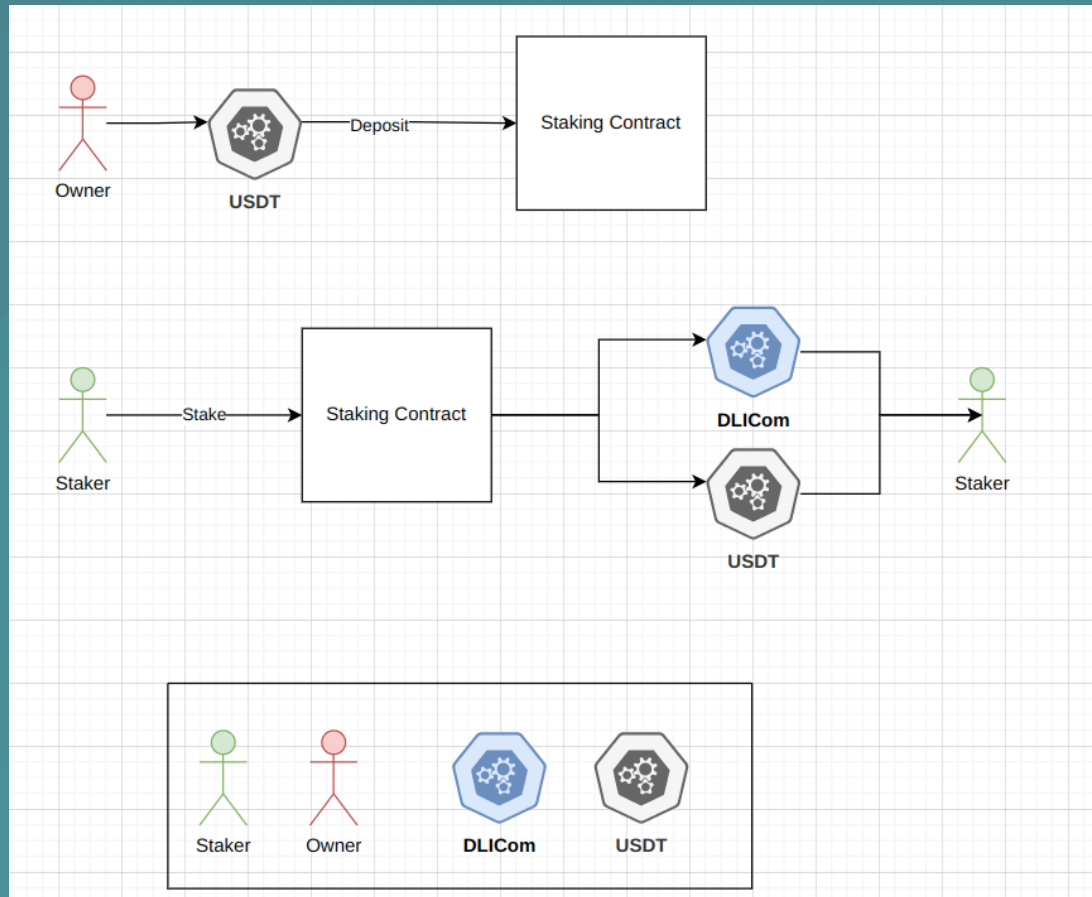 Deposit
Staking Contract
Owner
USDT
DLICom
Stake
Staking Contract
Staker
Staker
USDT
Staker
Owner
DLICom
USDT